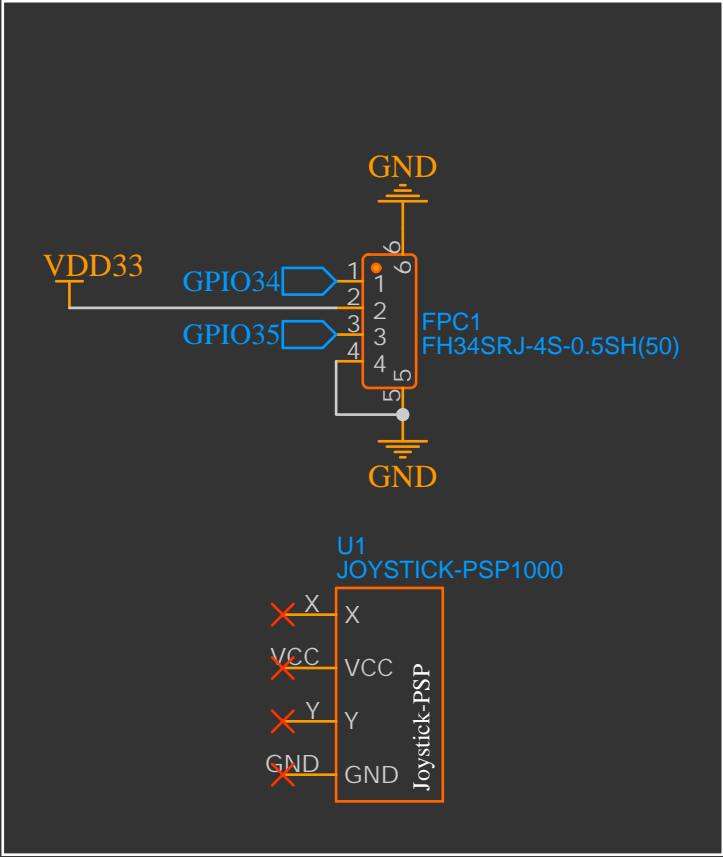 GND
6
6
VDD33
GPIO34
1
1
2
2
GPIO35
3
3
4
4
FPC1
FH34SRJ-4S-0.5SH(50)
5
5
GND
U1
JOYSTICK-PSP1000
X
X
VCC
VCC
Y
Y
GND
GND
Joystick-PSP